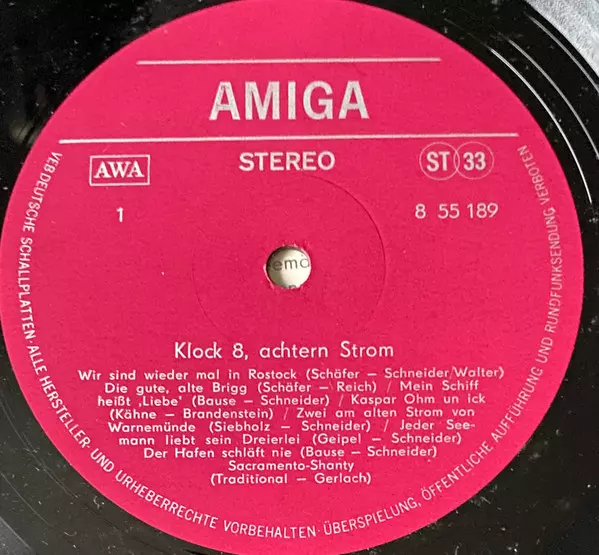 AMIGA
AWA
STEREO
ST 33
1
8 55 189
emo
Klock 8, achtern Strom
Wir sind wieder mal in Rostock (Schäfer – Schneider/Walter)
Die gute, alte Brigg (Schäfer – Reich) / Mein Schiff
heißt ‚Liebe' (Bause – Schneider) / Kaspar Ohm un ick
(Kähne – Brandenstein) / Zwei am alten Strom von
Warnemünde (Siebholz – Schneider) / Jeder See-
mann liebt sein Dreierlei (Geipel – Schneider)
Der Hafen schläft nie (Bause – Schneider)
Sacramento-Shanty
(Traditional – Gerlach)
VEB DEUTSCHE SCHALLPLATTEN · ALLE HERSTELLER- UND URHEBERRECHTE VORBEHALTEN · ÜBERSPIELUNG, ÖFFENTLICHE AUFFÜHRUNG UND RUNDFUNKSENDUNG VERBOTEN